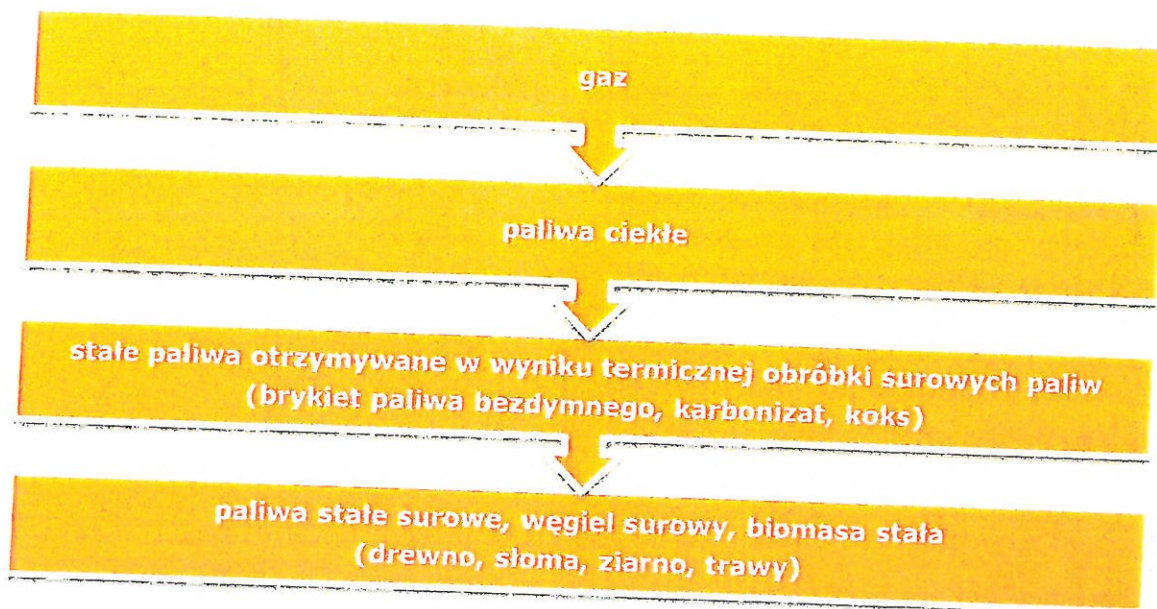 gaz
paliwa ciekłe
stałe paliwa otrzymywane w wyniku termicznej obróbki surowych paliw
(brykiet paliwa bezdymnego, karbonizat, koks)
paliwa stałe surowe, węgiel surowy, biomasa stała
(drewno, słoma, ziarno, trawy)